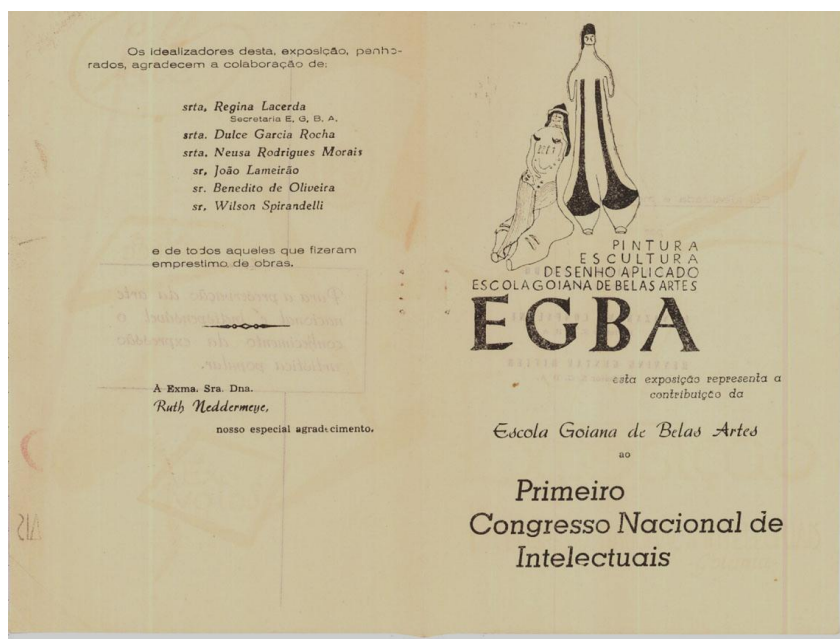 Os idealizadores desta, exposição, penho-
rados, agradecem a colaboração de:
srta, Regina Lacerda
Secretaria E, G, B, A,
srta. Dulce Garcia Rocha
srta. Neusa Rodrigues Morais
sr, João Lameirão
sr. Benedito de Oliveira
sr. Wilson Spirandelli
e de todos aqueles que fizeram
emprestimo de obras.
A Exma. Sra. Dna.
Ruth Neddermeye,
nosso especial agradecimento.
PINTURA
ESCULTURA
DESENHO APLICADO
ESCOLA GOIANA DE BELAS ARTES
EGBA
esta exposição representa a
contribuição da
Escola Goiana de Belas Artes
ao
Primeiro
Congresso Nacional de
Intelectuais